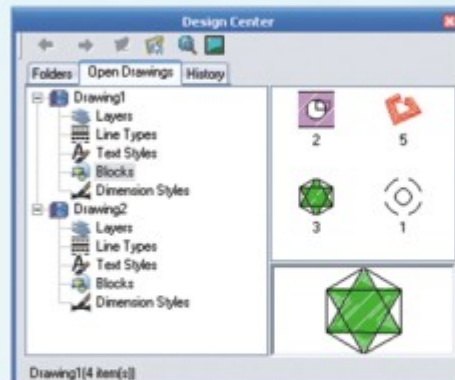 Design Center
Folders Open Drawings History
Drawing1
Layers
Line Types
Text Styles
Blocks
Dimension Styles
Drawing2
Layers
Line Types
Text Styles
Blocks
Dimension Styles
2 5
3 1
Drawing1(4 item[s])